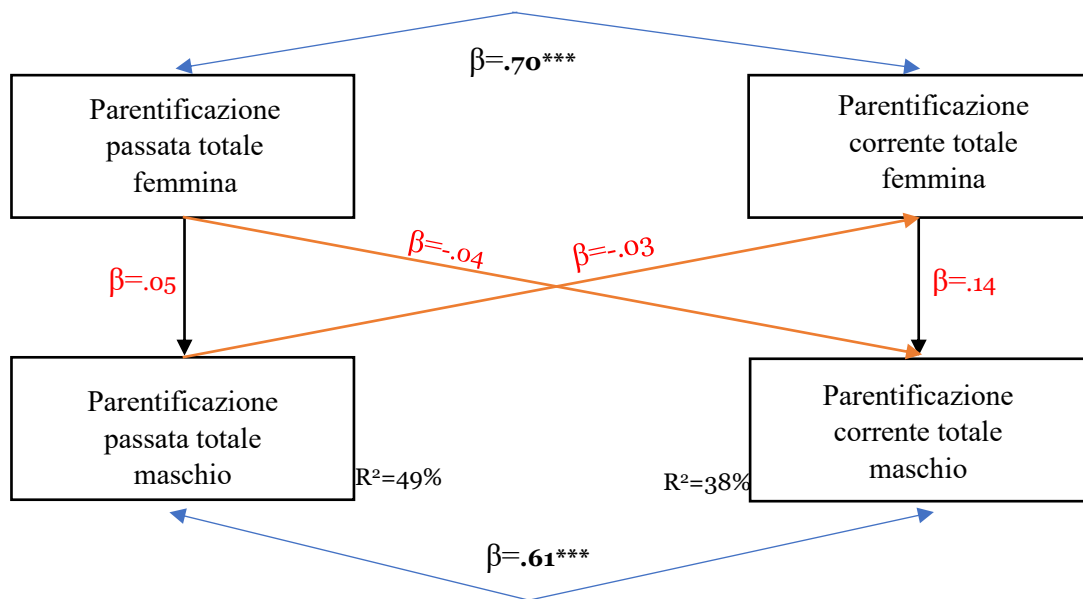 β=.70***
Parentificazione
passata totale
femmina
Parentificazione
corrente totale
femmina
β=-.04
β=-.03
β=.05
β=.14
Parentificazione
passata totale
maschio
R²=49%
Parentificazione
corrente totale
maschio
R²=38%
β=.61***